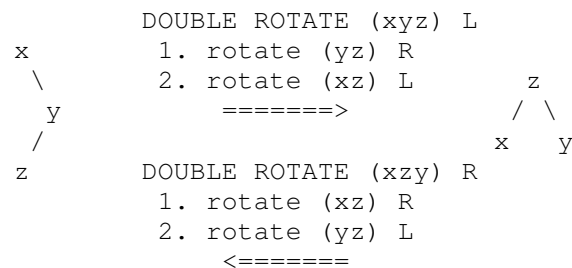 DOUBLE ROTATE (xyz) L
x 1. rotate (yz) R
\ 2. rotate (xz) L z
y =======> / \
/ x y
z DOUBLE ROTATE (xzy) R
1. rotate (xz) R
2. rotate (yz) L
<=======